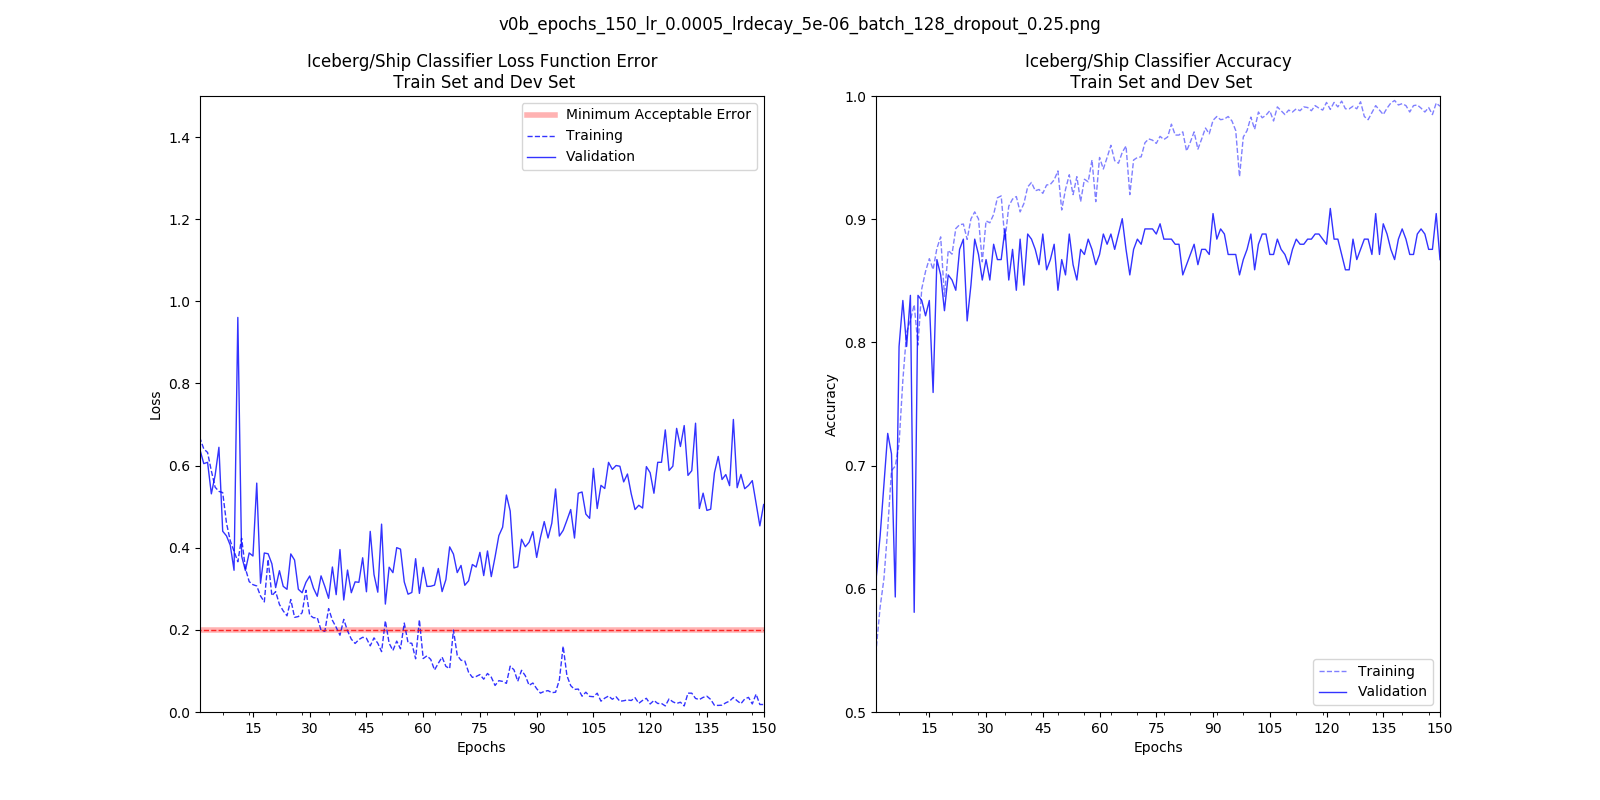 v0b_epochs_150_lr_0.0005_lrdecay_5e-06_batch_128_dropout_0.25.png
Iceberg/Ship Classifier Loss Function Error
Train Set and Dev Set
Minimum Acceptable Error
Training
Validation
1.4
1.2
1.0
0.8
0.6
0.4
0.2
0.0
Loss
15 30 45 60 75 90 105 120 135 150
Epochs
Iceberg/Ship Classifier Accuracy
Train Set and Dev Set
1.0
0.9
0.8
0.7
0.6
0.5
Accuracy
Training
Validation
15 30 45 60 75 90 105 120 135 150
Epochs